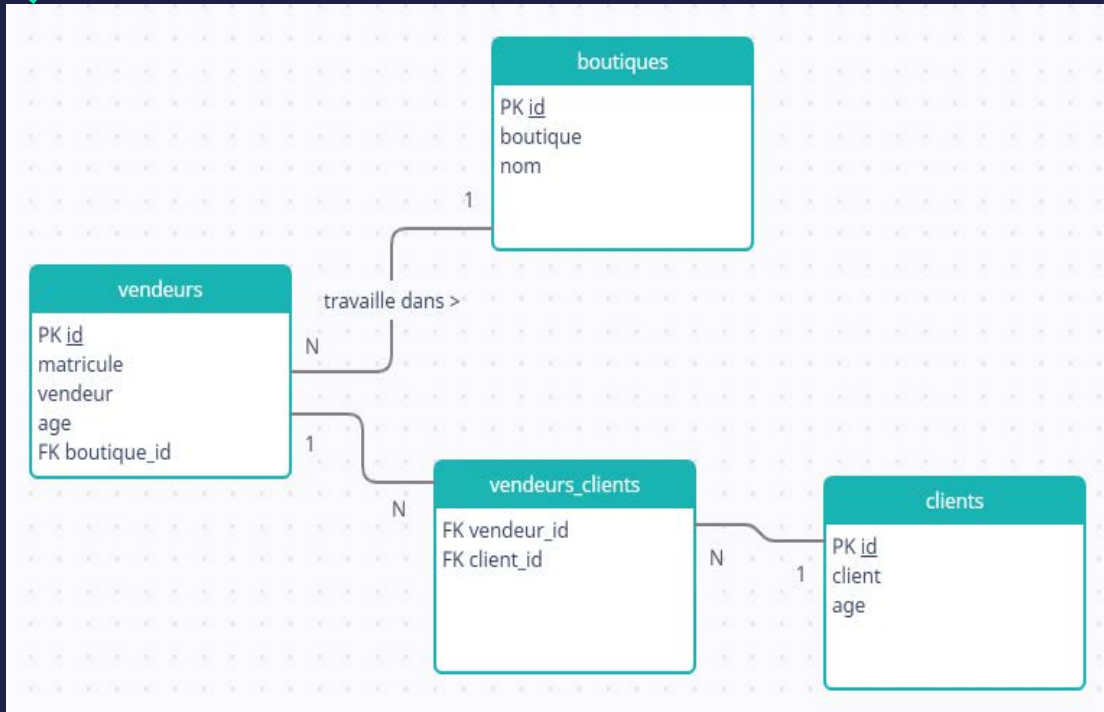 boutiques
PK id
boutique
nom
1
travaille dans >
vendeurs
PK id
matricule
vendeur
age
FK boutique_id
N
1
N
vendeurs_clients
FK vendeur_id
FK client_id
N
1
clients
PK id
client
age